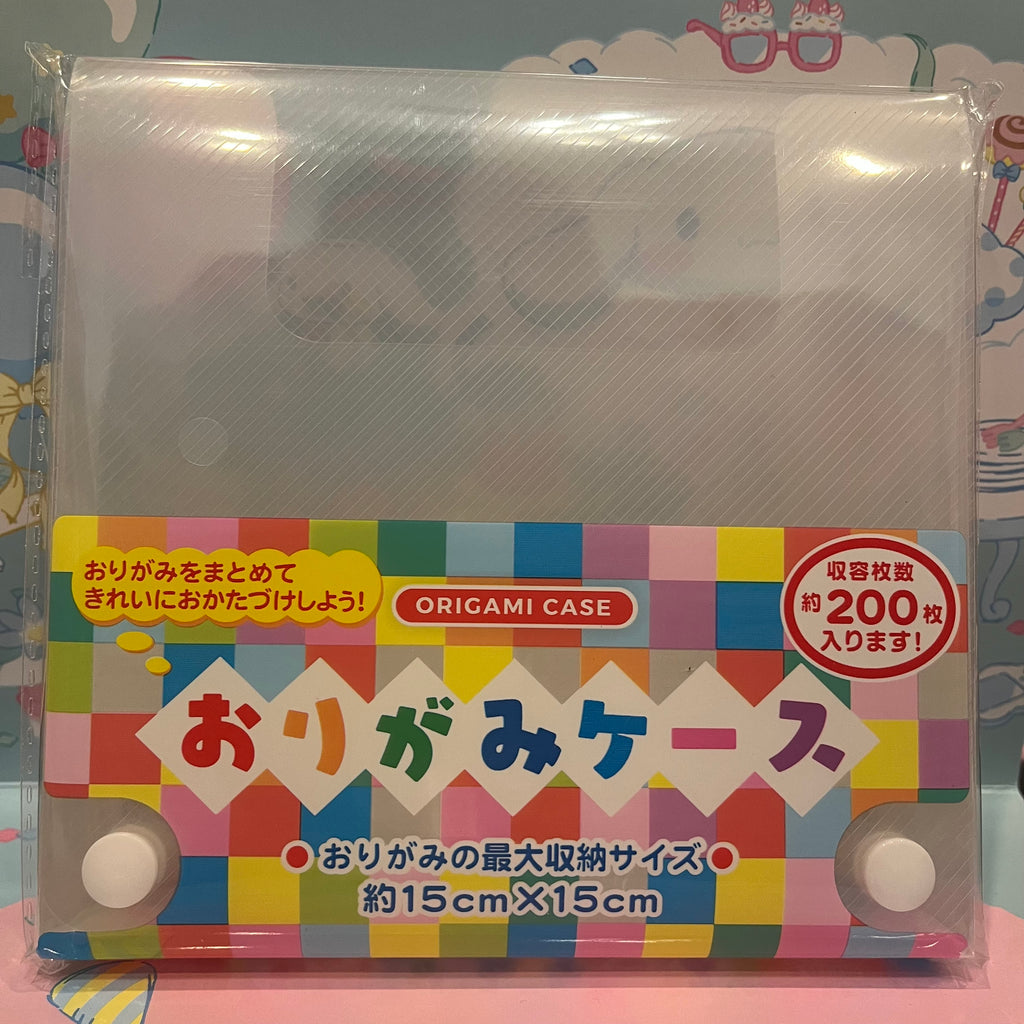 おりがみをまとめて
きれいにおかたづけしよう!
ORIGAMI CASE
収容枚数
約200枚
入ります!
おりがみケース
●おりがみの最大収納サイズ●
約15cm×15cm